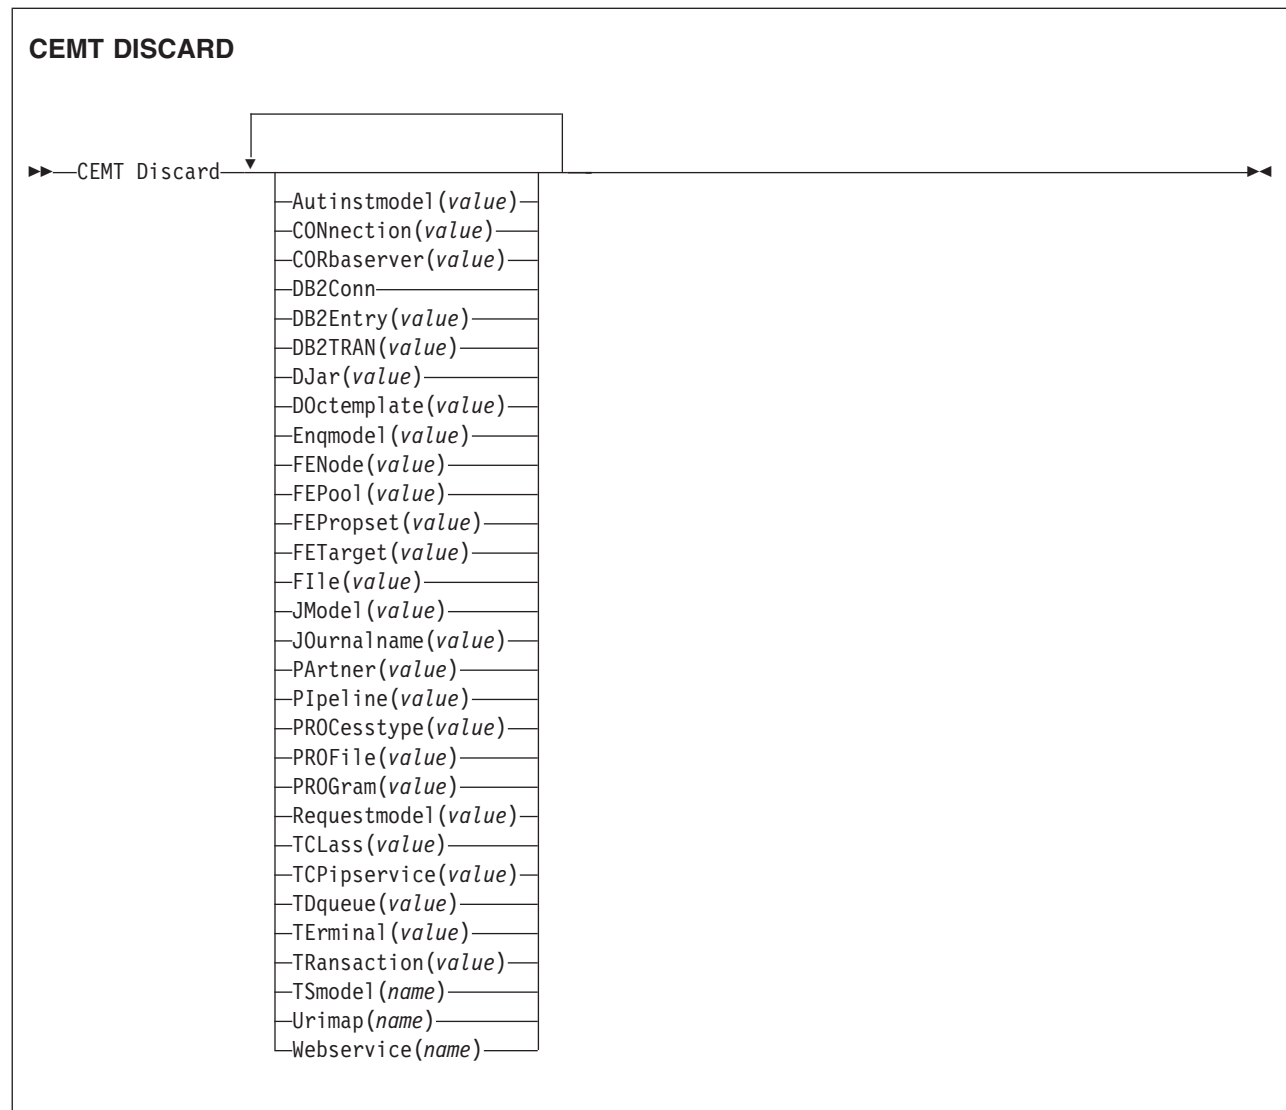 CEMT DISCARD
CEMT Discard
Autinstmodel(value)
CONnection(value)
CORbaserver(value)
DB2Conn
DB2Entry(value)
DB2TRAN(value)
DJar(value)
DOctemplate(value)
Enqmodel(value)
FENode(value)
FEPool(value)
FEPropset(value)
FETarget(value)
FIle(value)
JModel(value)
JOurnalname(value)
PArtner(value)
PIpeline(value)
PROCesstype(value)
PROFile(value)
PROGram(value)
Requestmodel(value)
TCLass(value)
TCPipservice(value)
TDqueue(value)
TErminal(value)
TRansaction(value)
TSmodel(name)
Urimap(name)
Webservice(name)